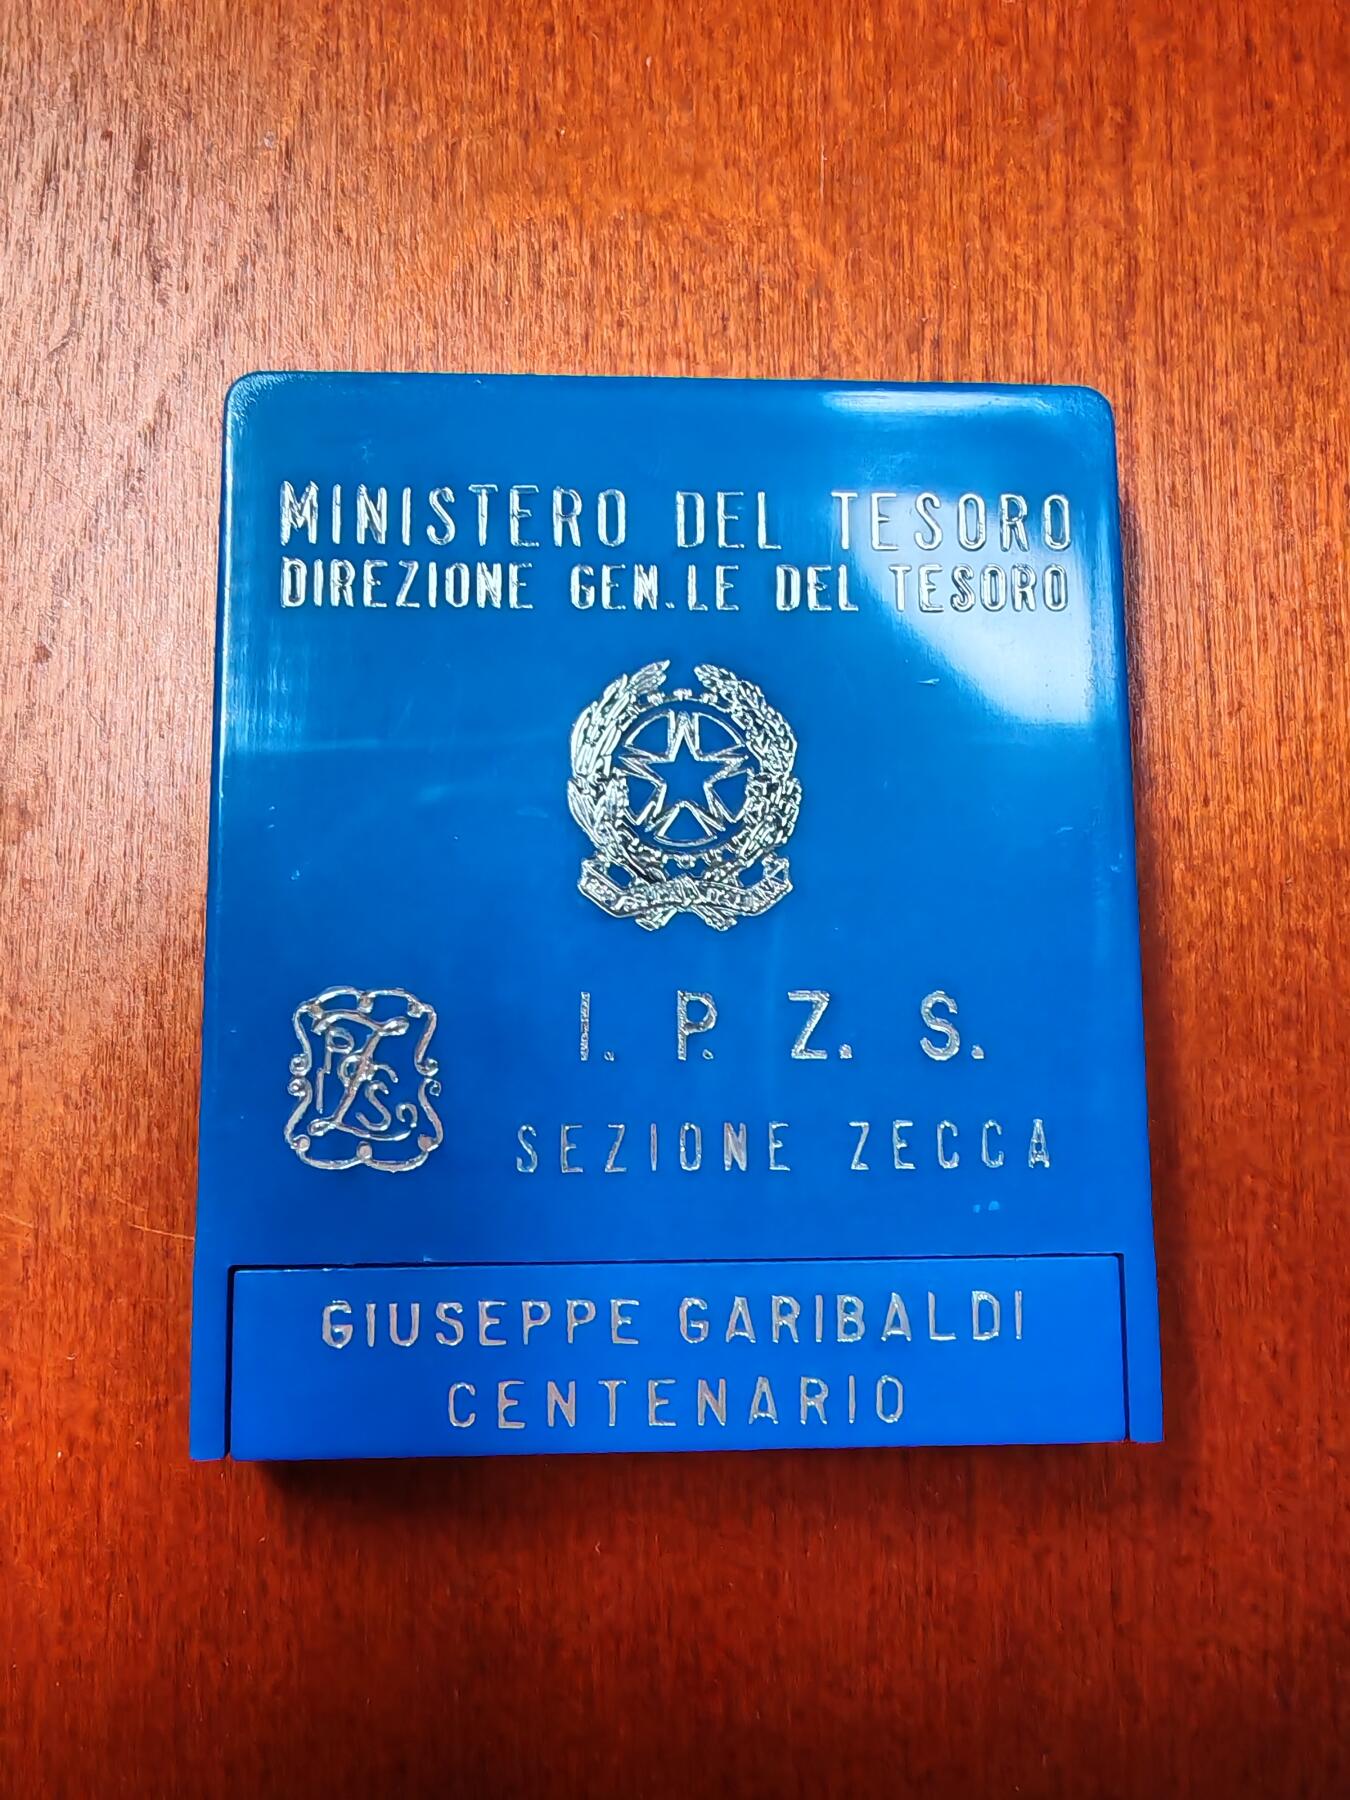 MINISTERO DEL TESORO
DIREZIONE GEN.LE DEL TESORO
I. P. Z. S.
SEZIONE ZECCA
GIUSEPPE GARIBALDI
CENTENARIO